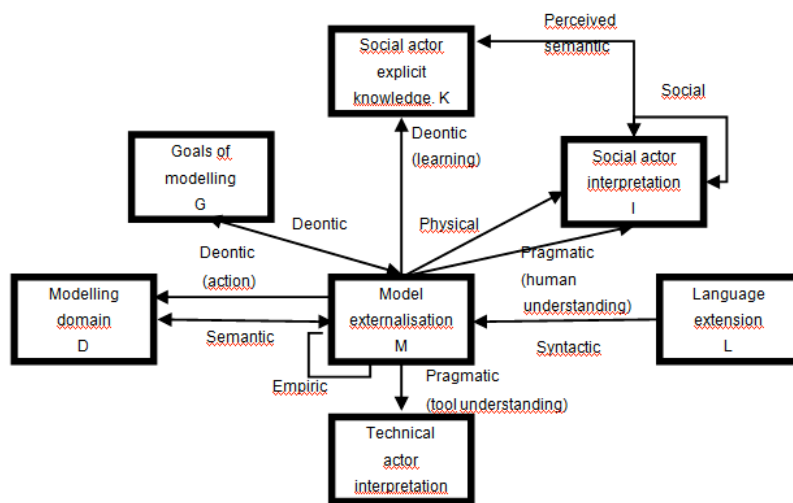 Perceived
semantic
Social actor
explicit
knowledge. K
Social
Deontic
(learning)
Goals of
modelling
G
Social actor
interpretation
I
Deontic
Physical
Deontic
(action)
Pragmatic
(human
understanding)
Modelling
domain
D
Model
externalisation
M
Language
extension
L
Semantic
Syntactic
Empiric
Pragmatic
(tool understanding)
Technical
actor
interpretation